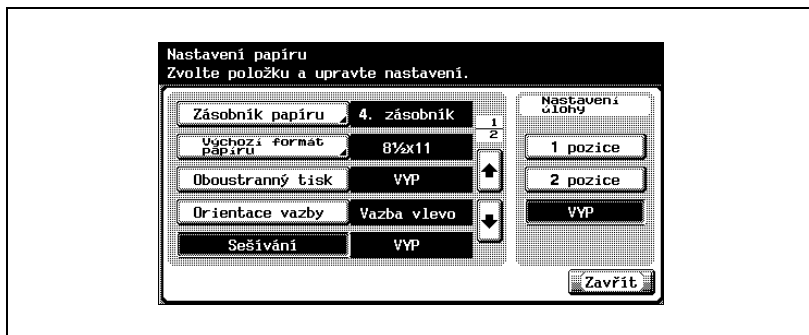 Nastavení papíru
Zvolte položku a upravte nastavení.
Zásobník papíru 4. zásobník
Výchozí formát
papíru
8½x11
Oboustranný tisk VYP
Orientace vazby Vazba vlevo
Sešívání VYP
1
2
Nastavení
úlohy
1 pozice
2 pozice
VYP
Zavřít